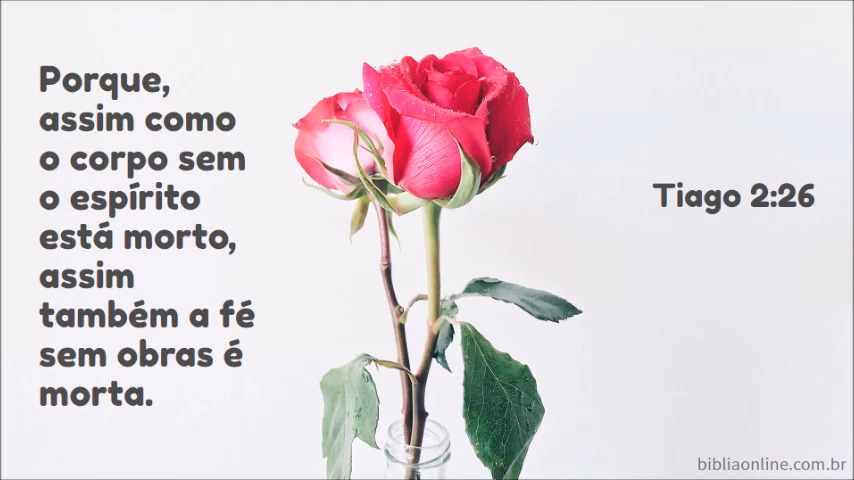 Porque,
assim como
o corpo sem
o espírito
está morto,
assim
também a fé
sem obras é
morta.
Tiago 2:26
bibliaonline.com.br